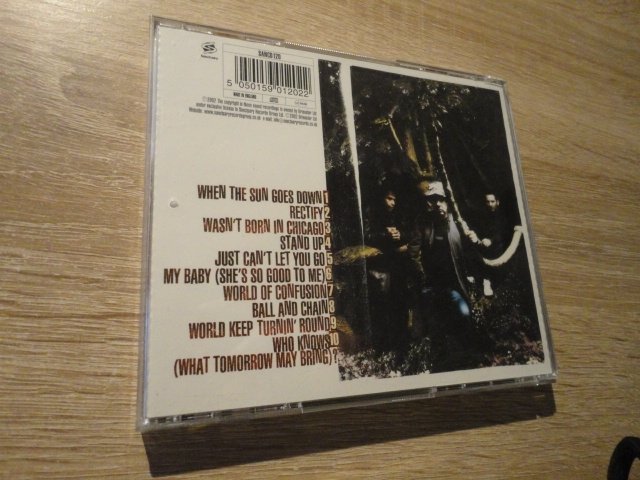 SANCD 120
5 050159 012022
MADE IN ENGLAND
WHEN THE SUN GOES DOWN 1
RECTIFY 2
WASN'T BORN IN CHICAGO 3
STAND UP 4
JUST CAN'T LET YOU GO 5
MY BABY (SHE'S SO GOOD TO ME) 6
WORLD OF CONFUSION 7
BALL AND CHAIN 8
WORLD KEEP TURNIN' ROUND 9
WHO KNOWS 10
(WHAT TOMORROW MAY BRING)?